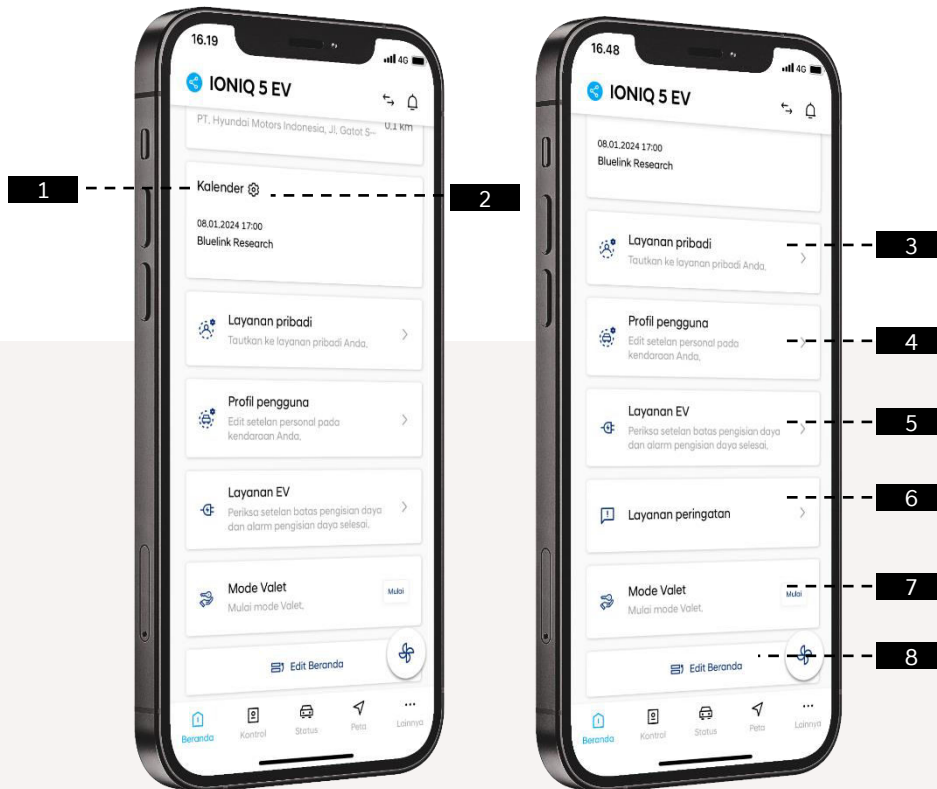 16.19
4G
IONIQ 5 EV
PT. Hyundai Motors Indonesia, Jl. Gatot S-- 0,1 km
Kalender
08.01.2024 17:00
Bluelink Research
Layanan pribadi
Tautkan ke layanan pribadi Anda.
Profil pengguna
Edit setelan personal pada
kendaraan Anda.
Layanan EV
Periksa setelan batas pengisian daya
dan alarm pengisian daya selesai.
Mode Valet
Mulai mode Valet.
Mulai
Edit Beranda
Beranda
Kontrol
Status
Peta
Lainnya
1
2
16.48
4G
IONIQ 5 EV
08.01.2024 17:00
Bluelink Research
Layanan pribadi
Tautkan ke layanan pribadi Anda.
Profil pengguna
Edit setelan personal pada
kendaraan Anda.
Layanan EV
Periksa setelan batas pengisian daya
dan alarm pengisian daya selesai.
Layanan peringatan
Mode Valet
Mulai mode Valet.
Mulai
Edit Beranda
Beranda
Kontrol
Status
Peta
Lainnya
3
4
5
6
7
8